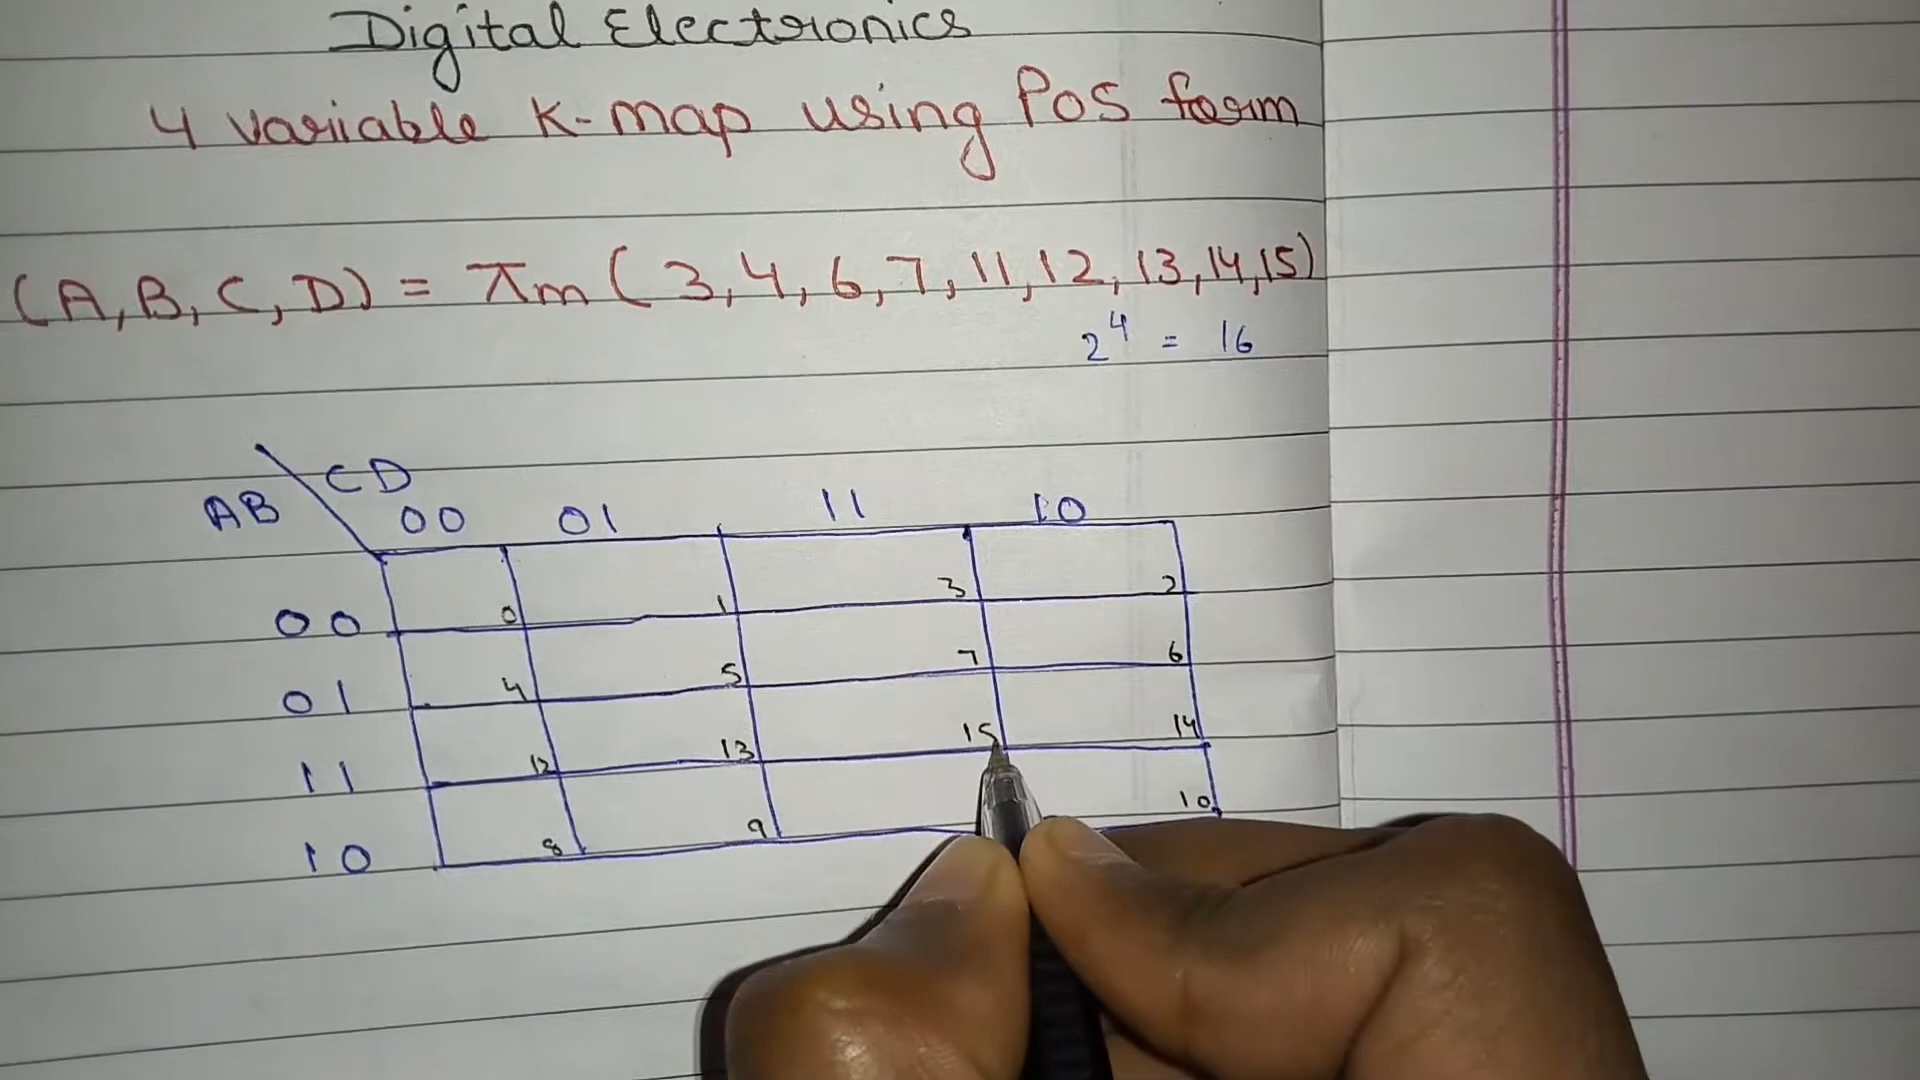 Digital Electronics
4 variable K-map using POS form
(A, B, C, D) = πm ( 3, 4, 6, 7, 11, 12, 13, 14, 15)
2⁴ = 16
CD
AB 00 01 11 10
00 0 1 3 2
01 4 5 7 6
11 12 13 15 14
10 8 9 10